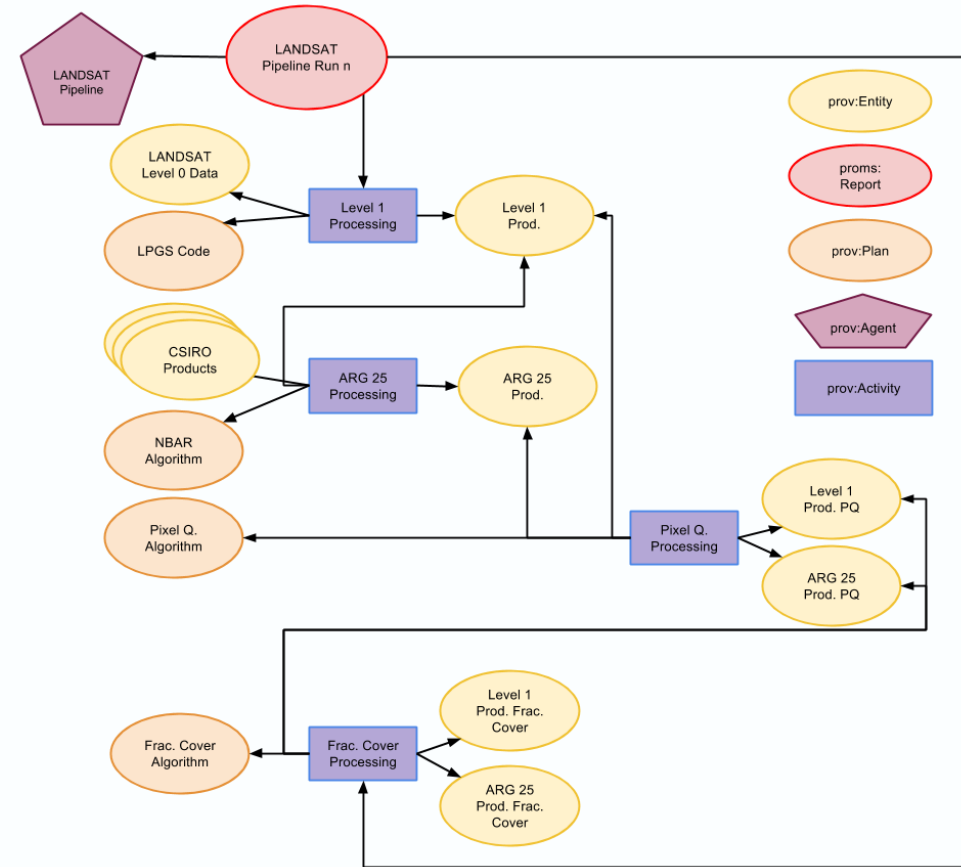 LANDSAT
Pipeline
LANDSAT
Pipeline Run n
prov:Entity
LANDSAT
Level 0 Data
proms:
Report
Level 1
Processing
Level 1
Prod.
LPGS Code
prov:Plan
prov:Agent
CSIRO
Products
ARG 25
Processing
ARG 25
Prod.
prov:Activity
NBAR
Algorithm
Level 1
Prod. PQ
Pixel Q.
Algorithm
Pixel Q.
Processing
ARG 25
Prod. PQ
Level 1
Prod. Frac.
Cover
Frac. Cover
Algorithm
Frac. Cover
Processing
ARG 25
Prod. Frac.
Cover